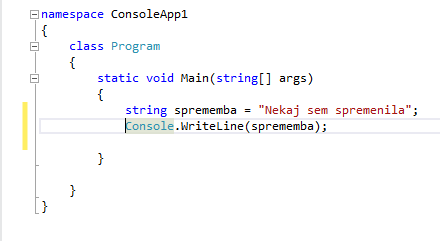 namespace ConsoleApp1
{
class Program
{
static void Main(string[] args)
{
string sprememba = "Nekaj sem spremenila";
Console.WriteLine(sprememba);
}
}
}